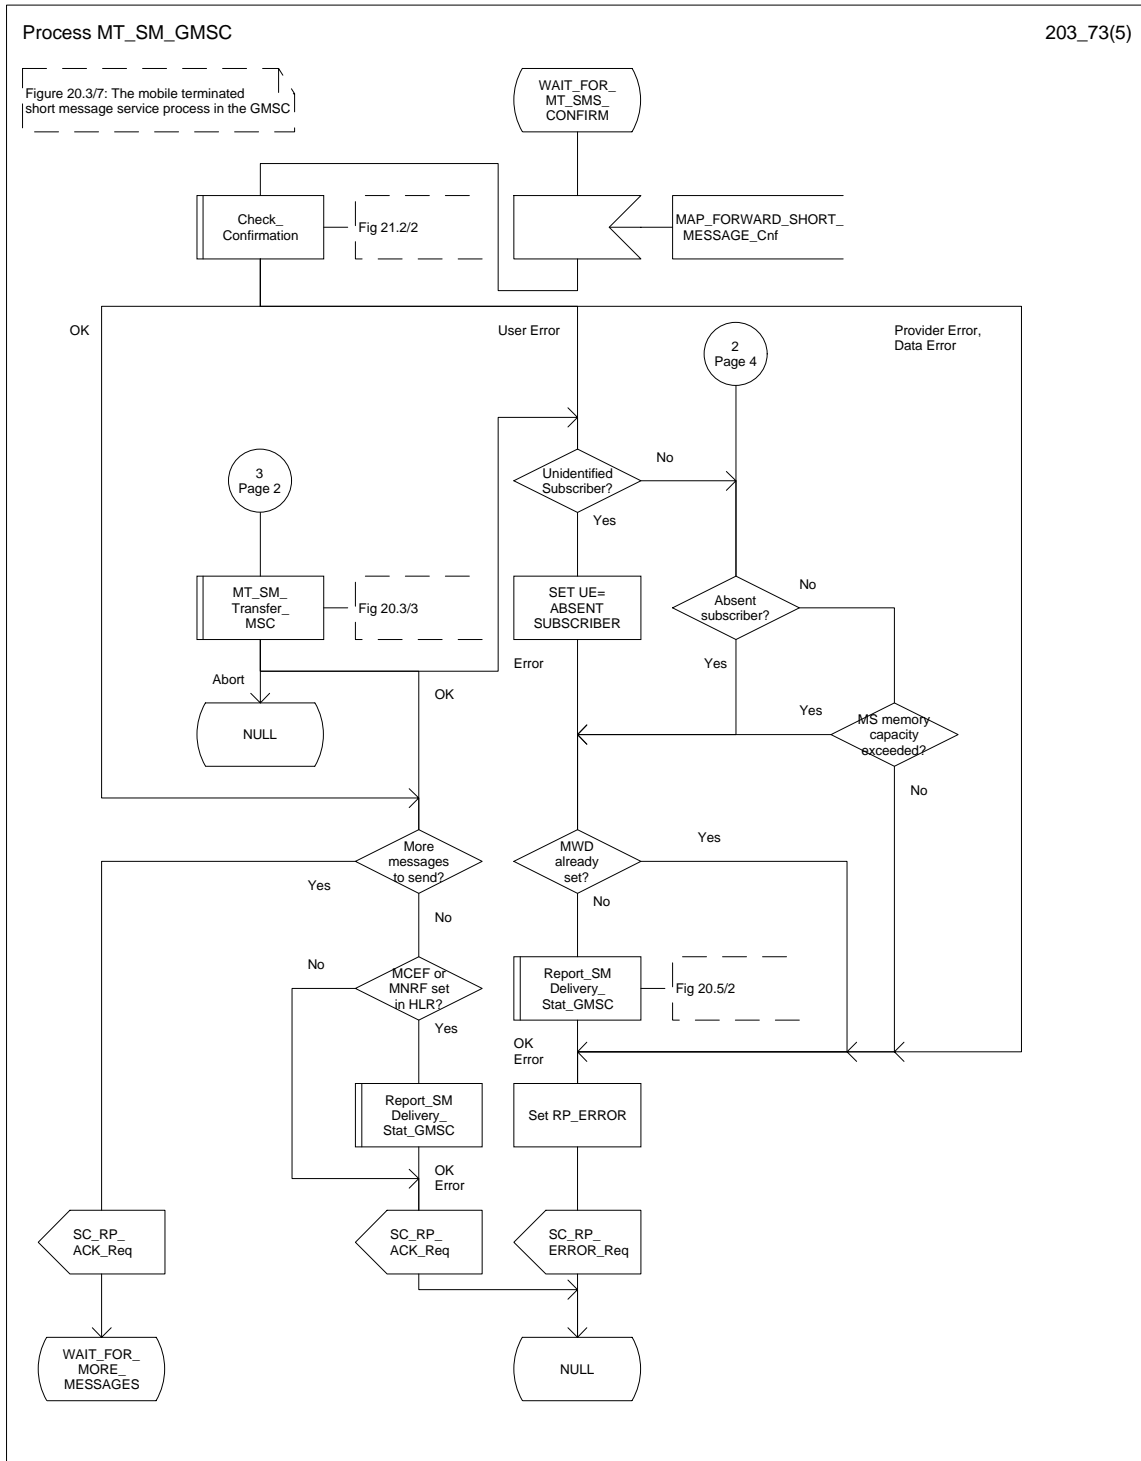 Process MT_SM_GMSC
203_73(5)
Figure 20.3/7: The mobile terminated
short message service process in the GMSC
WAIT_FOR_
MT_SMS_
CONFIRM
Check_
Confirmation
Fig 21.2/2
MAP_FORWARD_SHORT_
MESSAGE_Cnf
OK
User Error
Provider Error,
Data Error
2
Page 4
3
Page 2
Unidentified
Subscriber?
No
Yes
MT_SM_
Transfer_
MSC
Fig 20.3/3
SET UE=
ABSENT
SUBSCRIBER
Absent
subscriber?
No
Yes
Error
Abort
OK
NULL
MS memory
capacity
exceeded?
Yes
No
More
messages
to send?
Yes
No
MWD
already
set?
Yes
No
MCEF or
MNRF set
in HLR?
No
Yes
Report_SM
Delivery_
Stat_GMSC
Fig 20.5/2
OK
Error
Report_SM
Delivery_
Stat_GMSC
Set RP_ERROR
OK
Error
SC_RP_
ACK_Req
SC_RP_
ACK_Req
SC_RP_
ERROR_Req
WAIT_FOR_
MORE_
MESSAGES
NULL